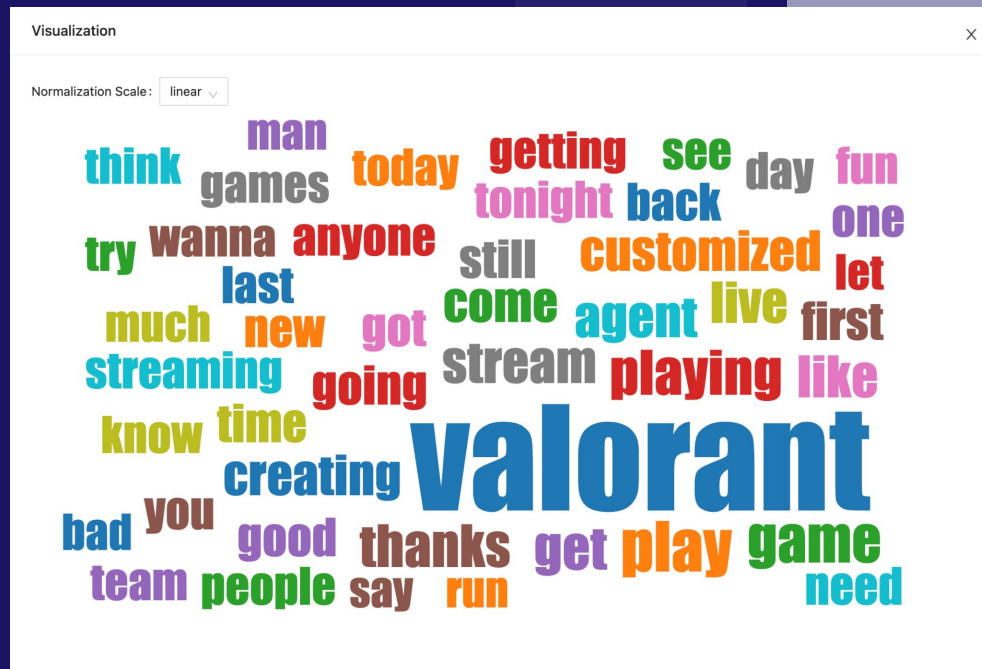 Visualization
X
Normalization Scale: linear
man
think
games
today
getting
see
day
fun
tonight
back
one
try
wanna
anyone
still
customized
let
last
come
agent
live
first
much
new
got
streaming
going
stream
playing
like
know
time
creating
valorant
bad
you
good
thanks
get
play
game
team
people
say
run
need